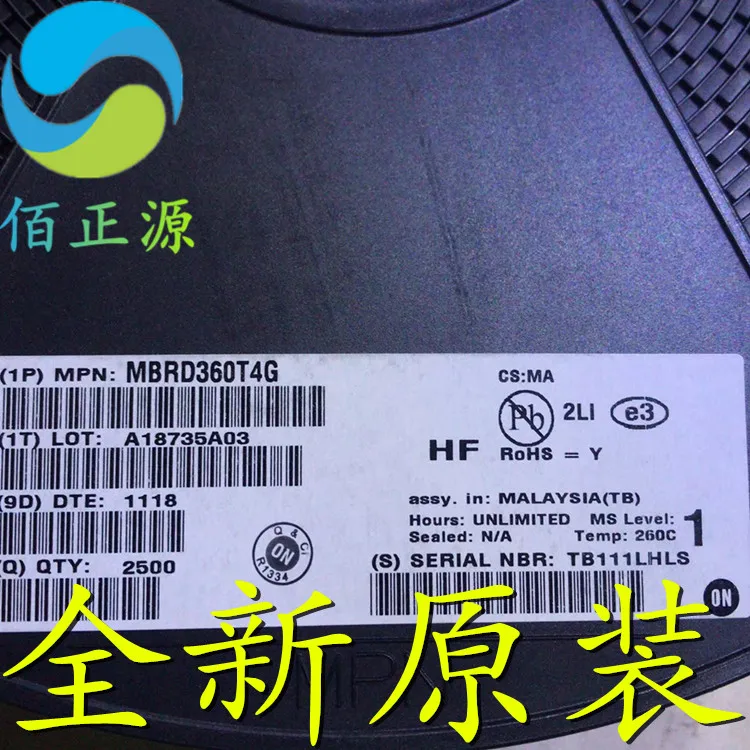 佰正源
(1P) MPN: MBRD360T4G
(1T) LOT: A18735A03
(9D) DTE: 1118
(Q) QTY: 2500
Q & C
ON
R1334
CS:MA
Pb
2LI
e3
HF
RoHS = Y
assy. in: MALAYSIA(TB)
Hours: UNLIMITED MS Level: 1
Sealed: N/A Temp: 260C
(S) SERIAL NBR: TB111LHLS
ON
全新原装